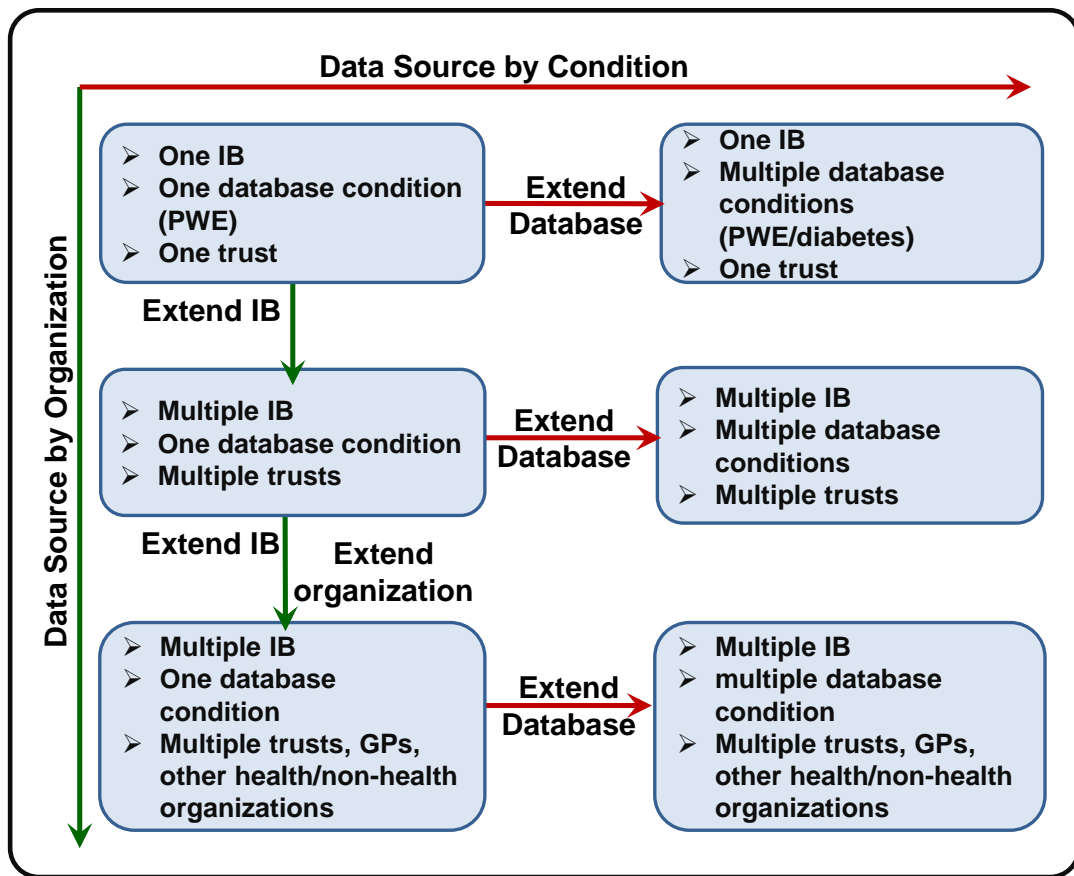 Data Source by Condition
Data Source by Organization
➢ One IB
➢ One database condition
(PWE)
➢ One trust
Extend
Database
➢ One IB
➢ Multiple database
conditions
(PWE/diabetes)
➢ One trust
Extend IB
➢ Multiple IB
➢ One database condition
➢ Multiple trusts
Extend
Database
➢ Multiple IB
➢ Multiple database
conditions
➢ Multiple trusts
Extend IB
Extend
organization
➢ Multiple IB
➢ One database
condition
➢ Multiple trusts, GPs,
other health/non-health
organizations
Extend
Database
➢ Multiple IB
➢ multiple database
condition
➢ Multiple trusts, GPs,
other health/non-health
organizations